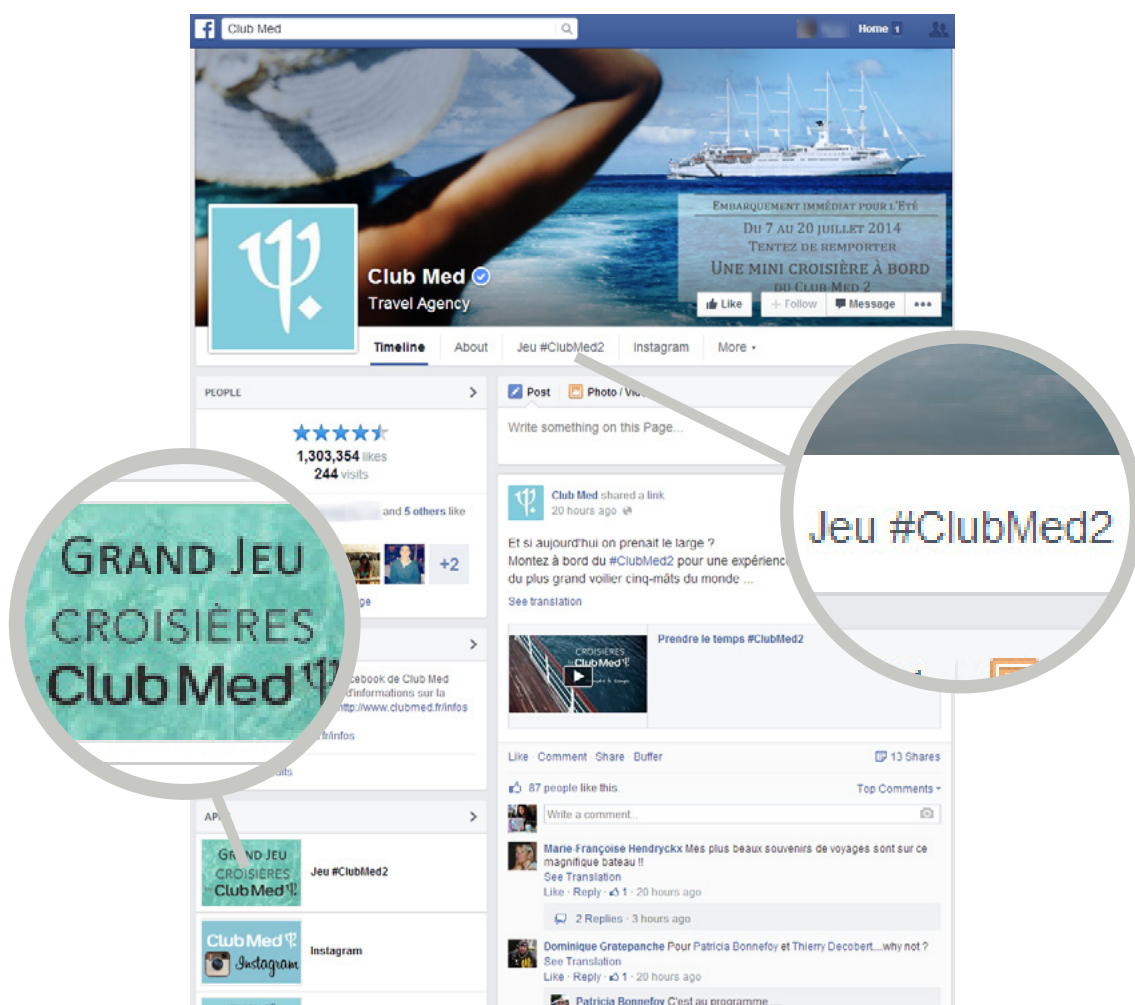 Club Med
Home 1
EMBARQUEMENT IMMÉDIAT POUR L'ETÉ
DU 7 AU 20 JUILLET 2014
TENTEZ DE REMPORTER
UNE MINI CROISIÈRE À BORD
DU CLUB MED 2
Club Med
Travel Agency
Like
+ Follow
Message
Timeline
About
Jeu #ClubMed2
Instagram
More
PEOPLE
1,303,354 likes
244 visits
and 5 others like
+2
GRAND JEU
CROISIÈRES
Club Med
cebook de Club Med
d'informations sur la
http://www.clubmed.fr/infos
.fr/infos
Jeu #ClubMed2
GRAND JEU
CROISIÈRES
Club Med
Jeu #ClubMed2
Club Med
Instagram
Instagram
Post
Photo / Vid
Write something on this Page...
Club Med shared a link.
20 hours ago
Et si aujourd'hui on prenait le large ?
Montez à bord du #ClubMed2 pour une expérienc
du plus grand voilier cinq-mâts du monde ...
See translation
CROISIÈRES
Club Med
Prendre le temps #ClubMed2
Like · Comment · Share · Buffer
13 Shares
87 people like this.
Top Comments
Write a comment...
Marie-Françoise Hendryckx Mes plus beaux souvenirs de voyages sont sur ce
magnifique bateau !!
See Translation
Like · Reply · 1 · 20 hours ago
2 Replies · 3 hours ago
Dominique Gratepanche Pour Patricia Bonnefoy et Thierry Decobert....why not ?
See Translation
Like · Reply · 1 · 20 hours ago
Patricia Bonnefoy C'est au programme ....